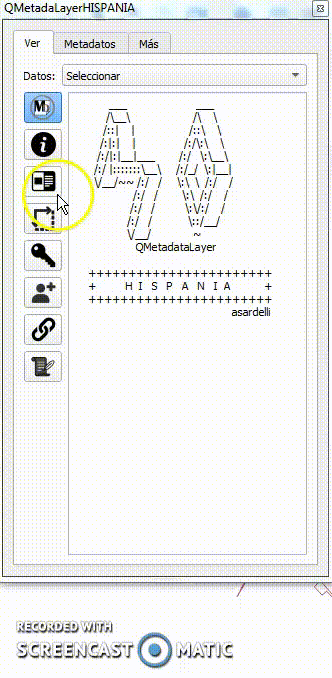 QMetadaLayerHISPANIA
Ver
Metadatos
Más
Datos:
Seleccionar
QMetadataLayer
+++++++++++++++++++++++++
+ H I S P A N I A +
+++++++++++++++++++++++++
asardelli
RECORDED WITH
SCREENCAST MATIC